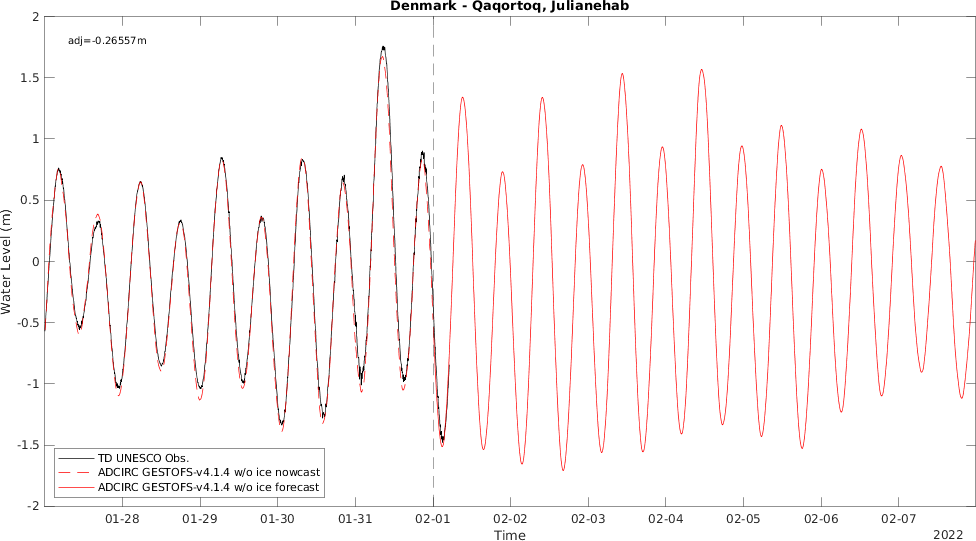 Denmark - Qaqortoq, Julianehab
adj=-0.26557m
2
1.5
1
0.5
0
-0.5
-1
-1.5
-2
Water Level (m)
TD UNESCO Obs.
ADCIRC GESTOFS-v4.1.4 w/o ice nowcast
ADCIRC GESTOFS-v4.1.4 w/o ice forecast
01-28 01-29 01-30 01-31 02-01 02-02 02-03 02-04 02-05 02-06 02-07
Time
2022